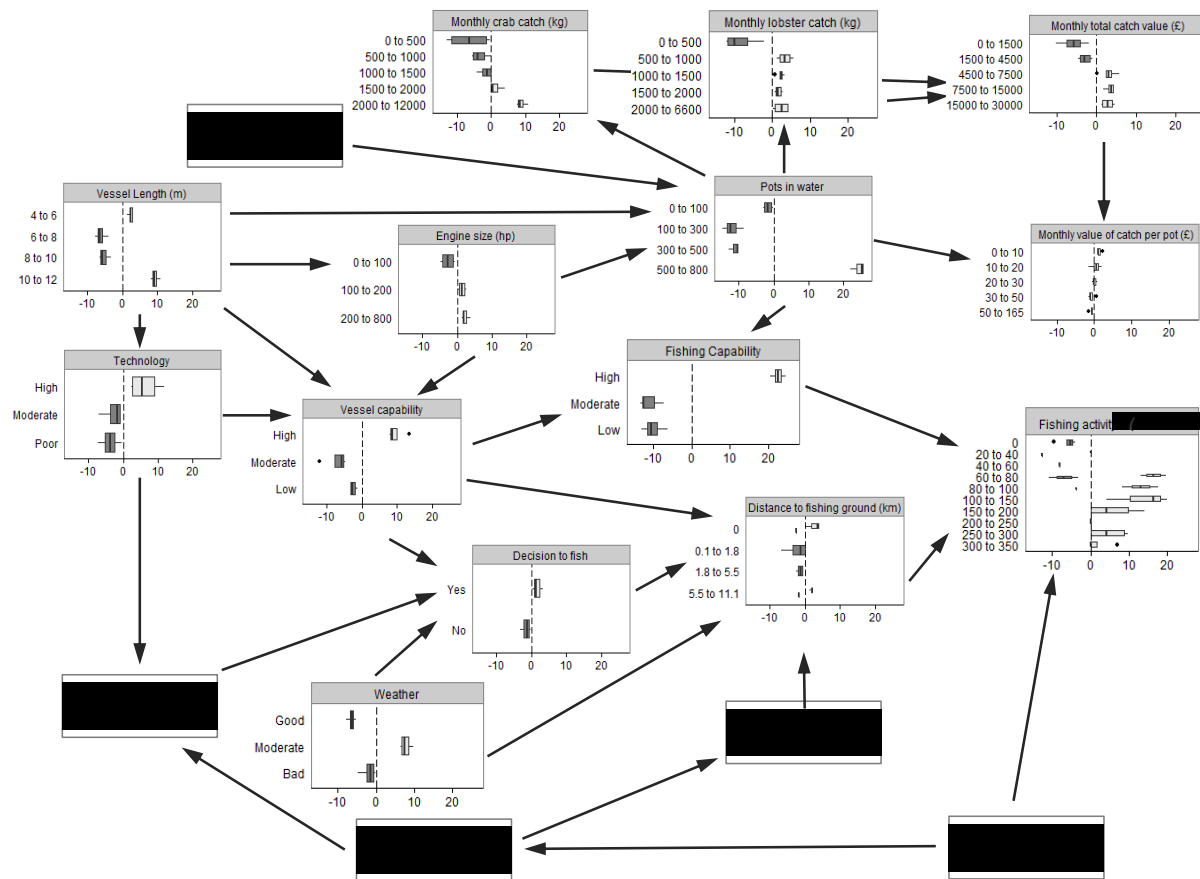 Monthly crab catch (kg)
0 to 500
500 to 1000
1000 to 1500
1500 to 2000
2000 to 12000
-10 0 10 20
Monthly lobster catch (kg)
0 to 500
500 to 1000
1000 to 1500
1500 to 2000
2000 to 6600
-10 0 10 20
Monthly total catch value (£)
0 to 1500
1500 to 4500
4500 to 7500
7500 to 15000
15000 to 30000
-10 0 10 20
Vessel Length (m)
4 to 6
6 to 8
8 to 10
10 to 12
-10 0 10 20
Engine size (hp)
0 to 100
100 to 200
200 to 800
-10 0 10 20
Pots in water
0 to 100
100 to 300
300 to 500
500 to 800
-10 0 10 20
Monthly value of catch per pot (£)
0 to 10
10 to 20
20 to 30
30 to 50
50 to 165
-10 0 10 20
Technology
High
Moderate
Poor
-10 0 10 20
Vessel capability
High
Moderate
Low
-10 0 10 20
Fishing Capability
High
Moderate
Low
-10 0 10 20
Fishing activity (
0
20 to 40
40 to 60
60 to 80
80 to 100
100 to 150
150 to 200
200 to 250
250 to 300
300 to 350
-10 0 10 20
Distance to fishing ground (km)
0
0.1 to 1.8
1.8 to 5.5
5.5 to 11.1
-10 0 10 20
Decision to fish
Yes
No
-10 0 10 20
Weather
Good
Moderate
Bad
-10 0 10 20